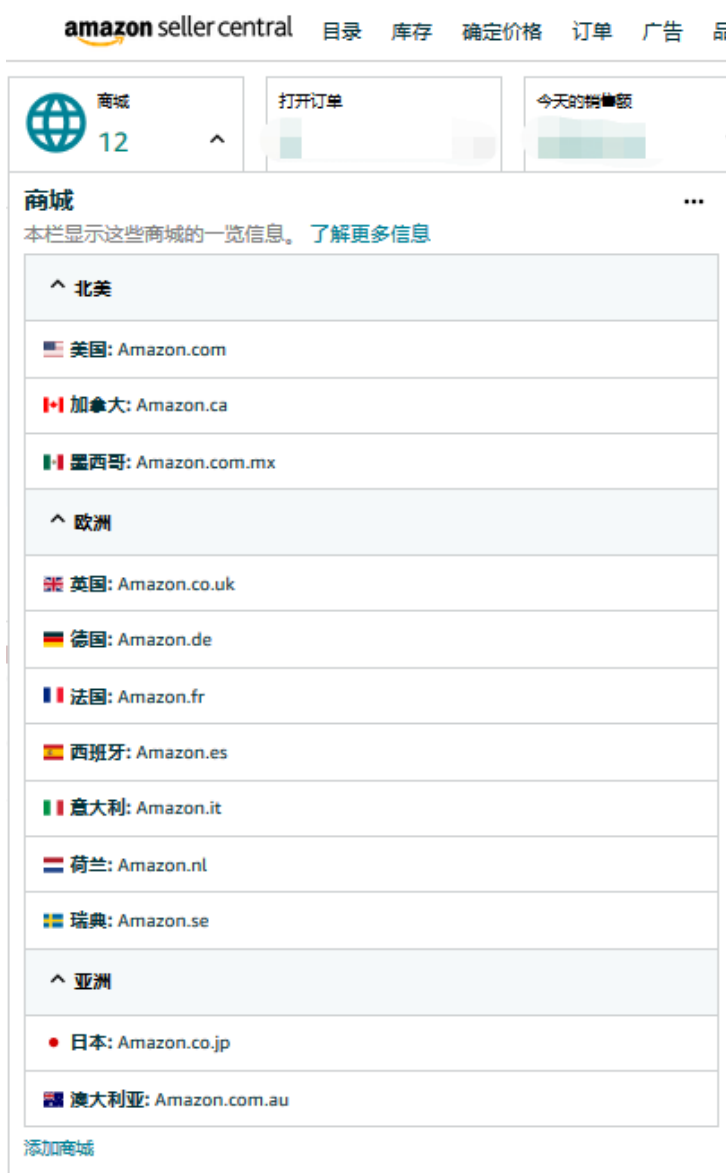 amazon seller central 目录 库存 确定价格 订单 广告
商城 打开订单 今天的销售额
12
商城
本栏显示这些商城的一览信息。 了解更多信息
北美
美国: Amazon.com
加拿大: Amazon.ca
墨西哥: Amazon.com.mx
欧洲
英国: Amazon.co.uk
德国: Amazon.de
法国: Amazon.fr
西班牙: Amazon.es
意大利: Amazon.it
荷兰: Amazon.nl
瑞典: Amazon.se
亚洲
日本: Amazon.co.jp
澳大利亚: Amazon.com.au
添加商城